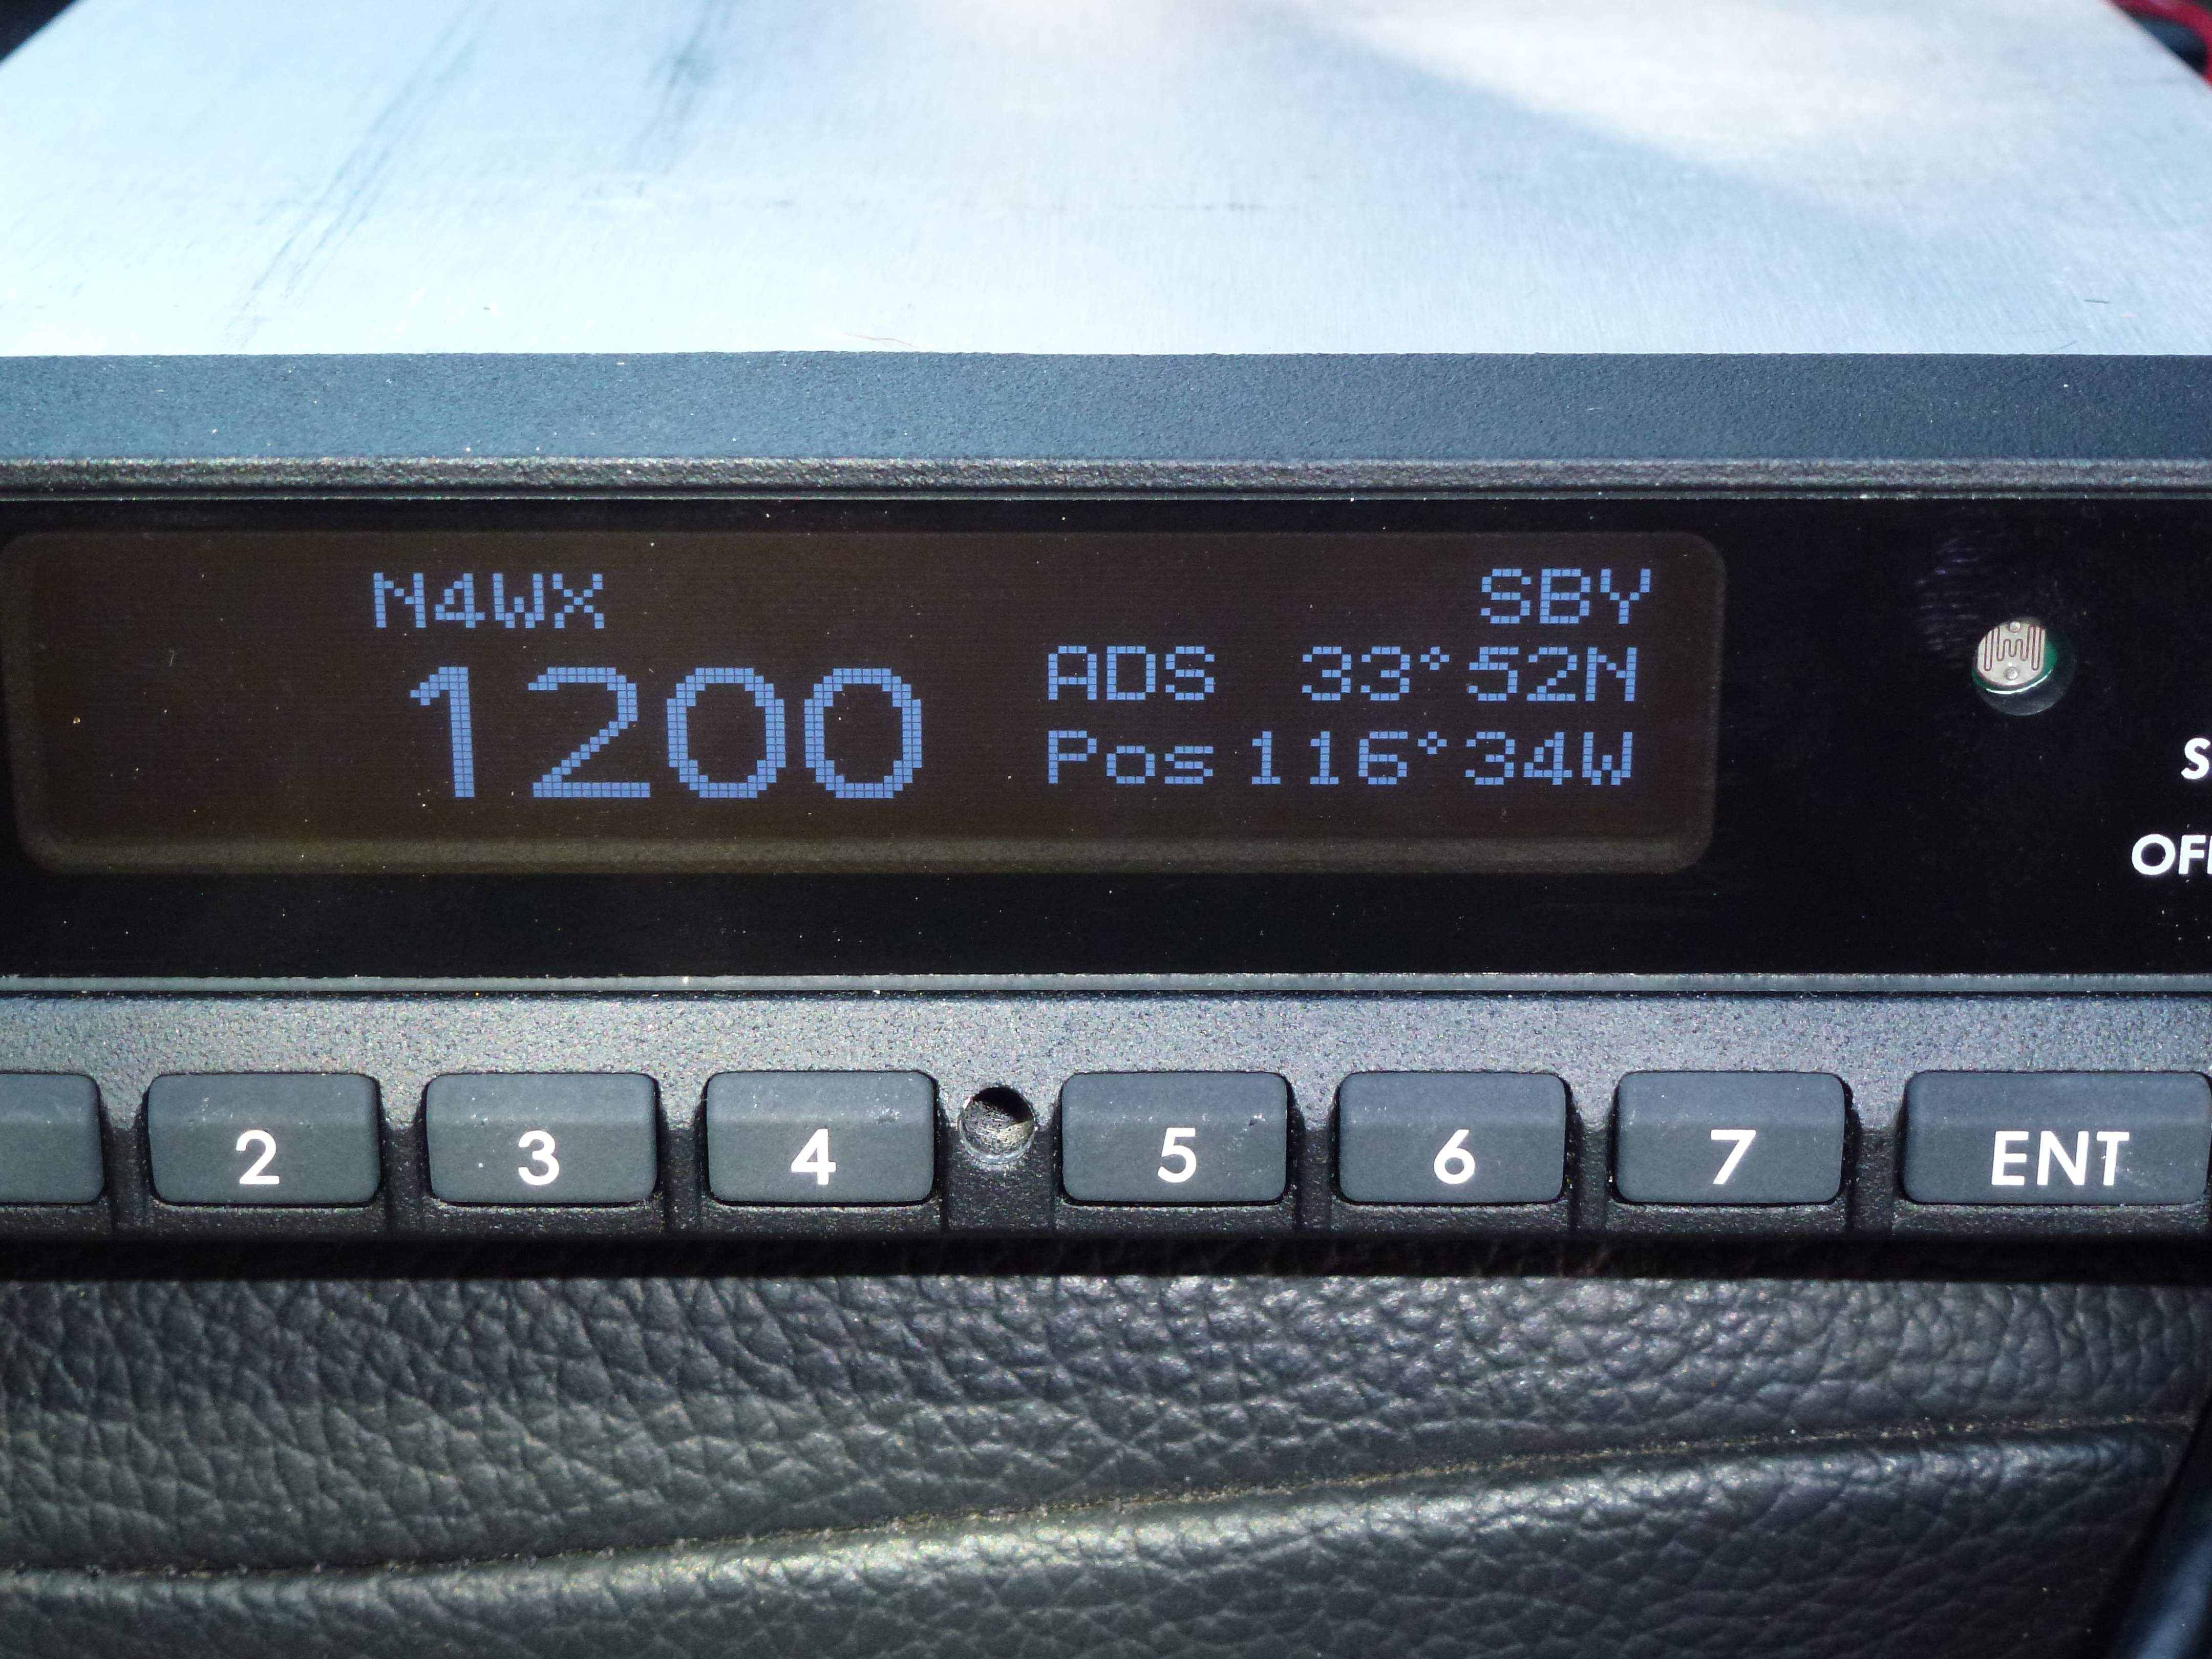 N4WX SBY
1200 ADS 33°52N
Pos 116°34W
2 3 4 5 6 7 ENT